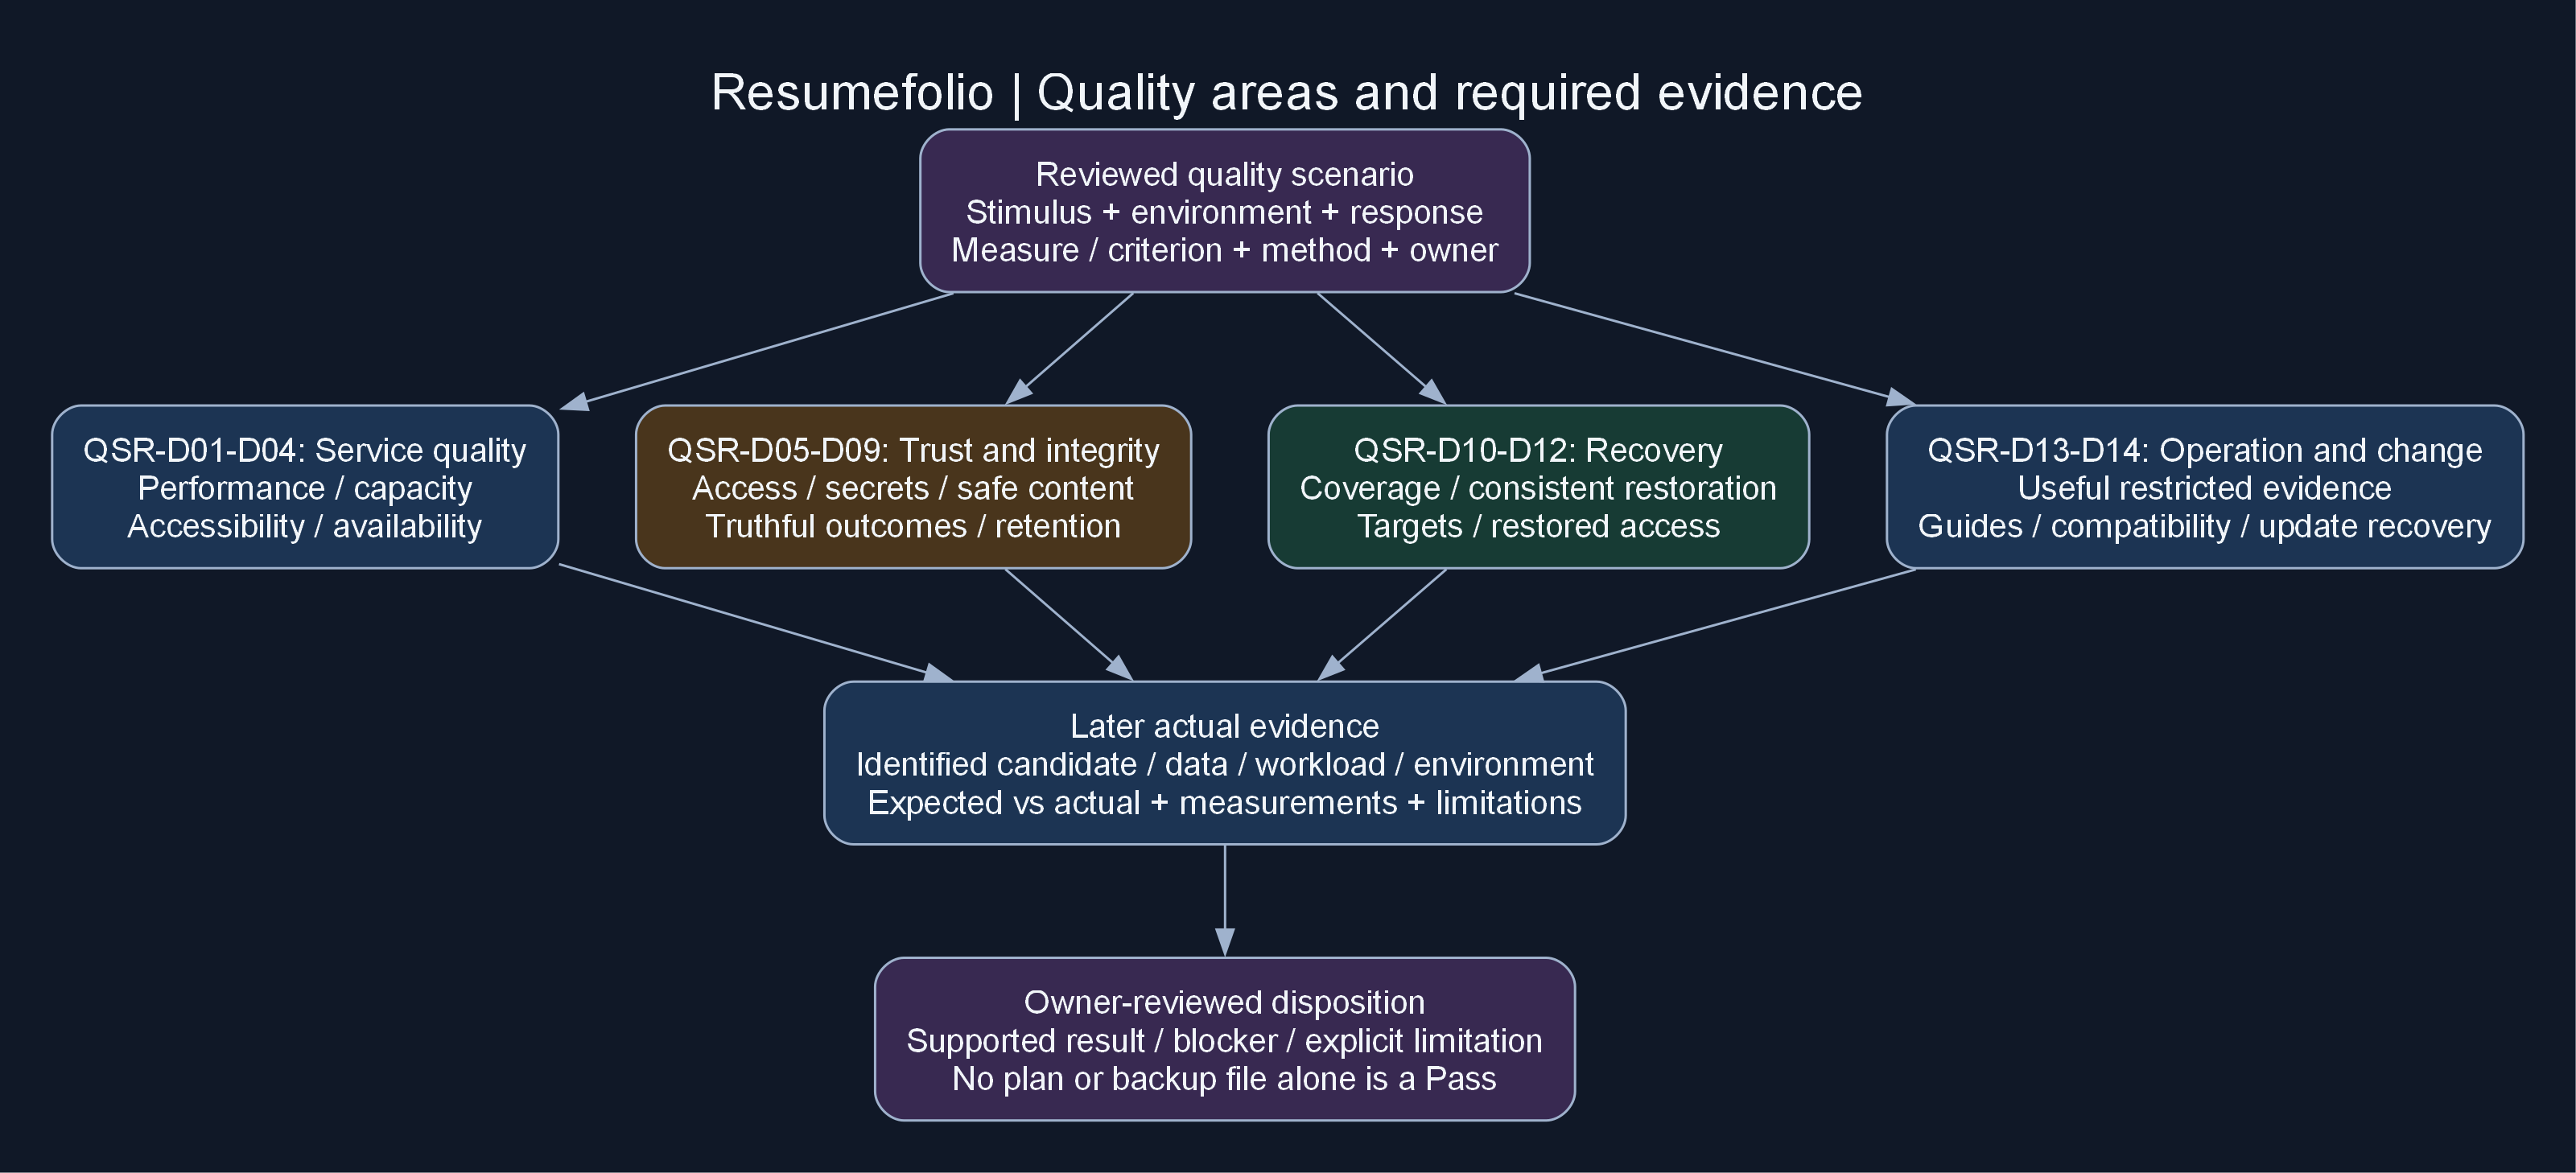 Resumefolio | Quality areas and required evidence
Reviewed quality scenario
Stimulus + environment + response
Measure / criterion + method + owner
QSR-D01-D04: Service quality
Performance / capacity
Accessibility / availability
QSR-D05-D09: Trust and integrity
Access / secrets / safe content
Truthful outcomes / retention
QSR-D10-D12: Recovery
Coverage / consistent restoration
Targets / restored access
QSR-D13-D14: Operation and change
Useful restricted evidence
Guides / compatibility / update recovery
Later actual evidence
Identified candidate / data / workload / environment
Expected vs actual + measurements + limitations
Owner-reviewed disposition
Supported result / blocker / explicit limitation
No plan or backup file alone is a Pass